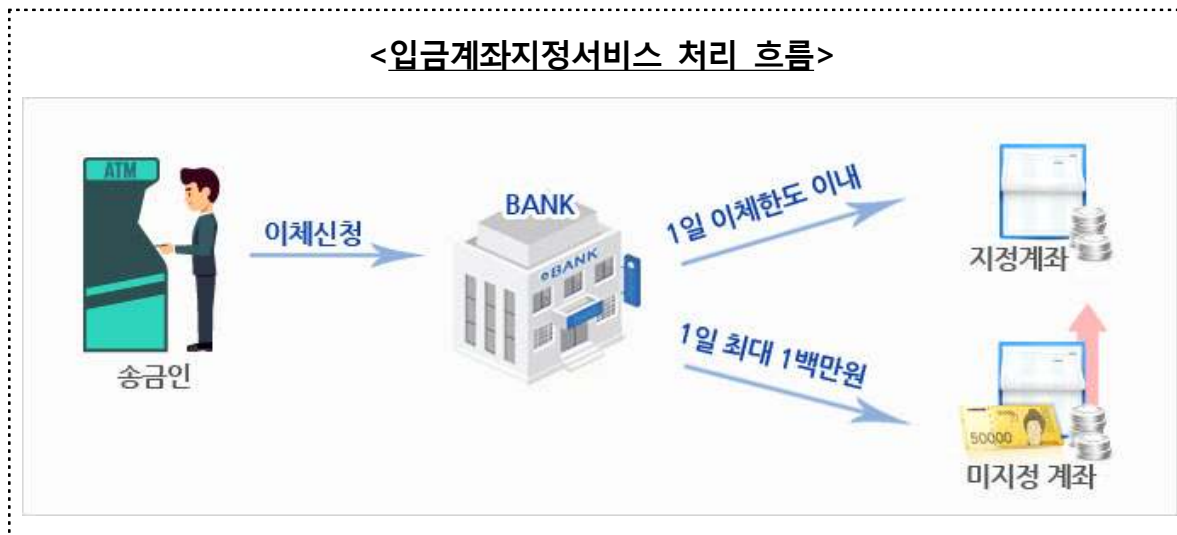 <입금계좌지정서비스 처리 흐름>
ATM
송금인
이체신청
BANK
eBANK
1일 이체한도 이내
지정계좌
1일 최대 1백만원
50000
미지정 계좌